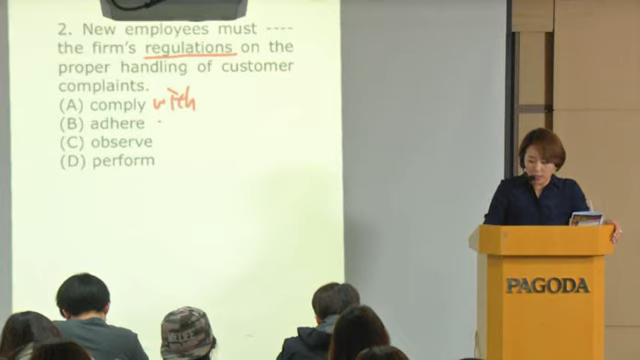 2. New employees must ----
the firm's regulations on the
proper handling of customer
complaints.
(A) comply with
(B) adhere
(C) observe
(D) perform
PAGODA